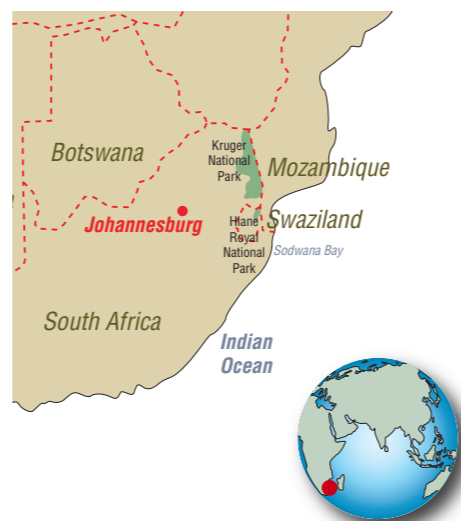 Kruger
National
Park
Botswana
Mozambique
Johannesburg
Swaziland
Hlane
Royal
National
Park
Sodwana Bay
South Africa
Indian
Ocean